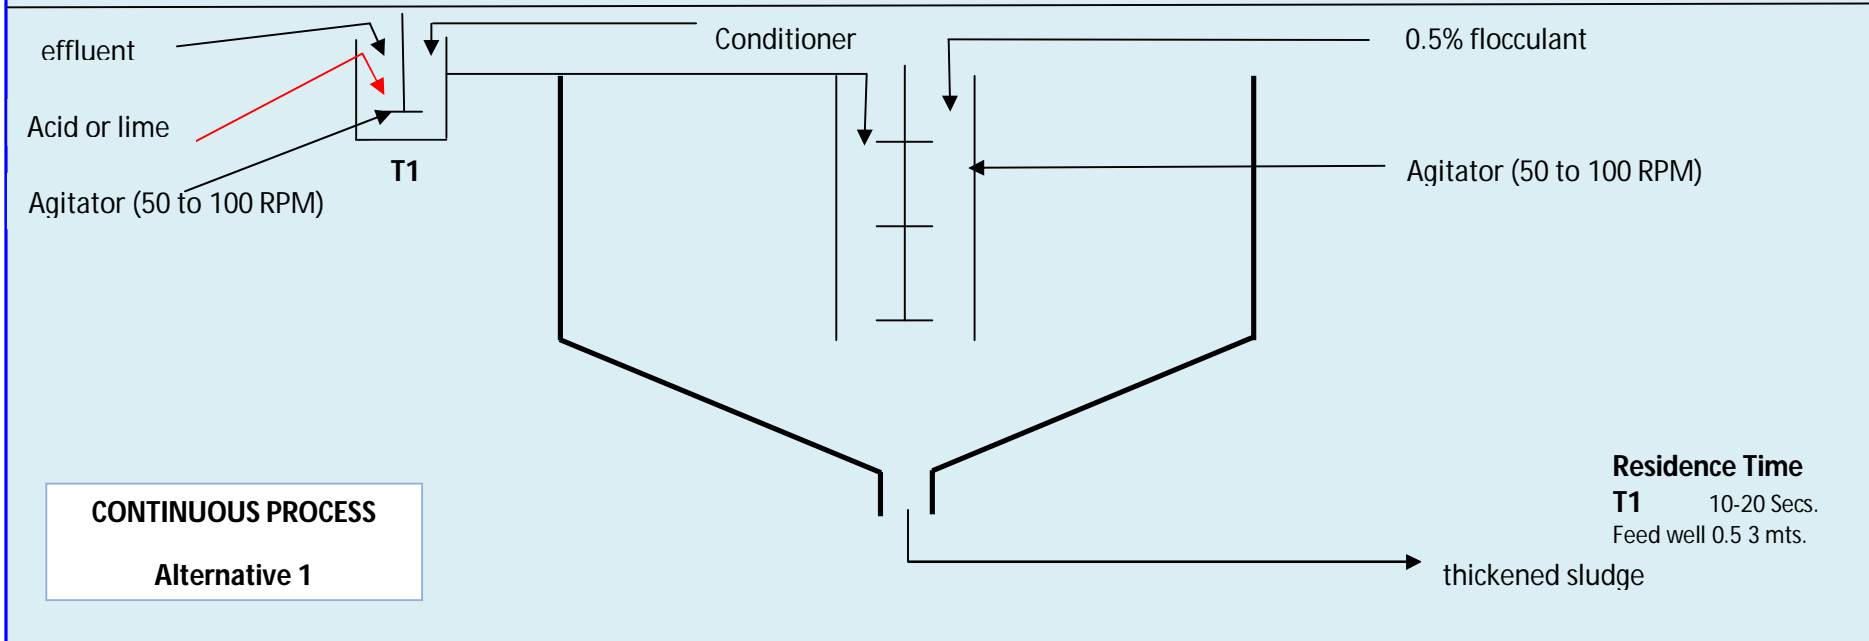 effluent
Conditioner
0.5% flocculant
Acid or lime
T1
Agitator (50 to 100 RPM)
Agitator (50 to 100 RPM)
CONTINUOUS PROCESS
Alternative 1
Residence Time
T1 10-20 Secs.
Feed well 0.5 3 mts.
thickened sludge